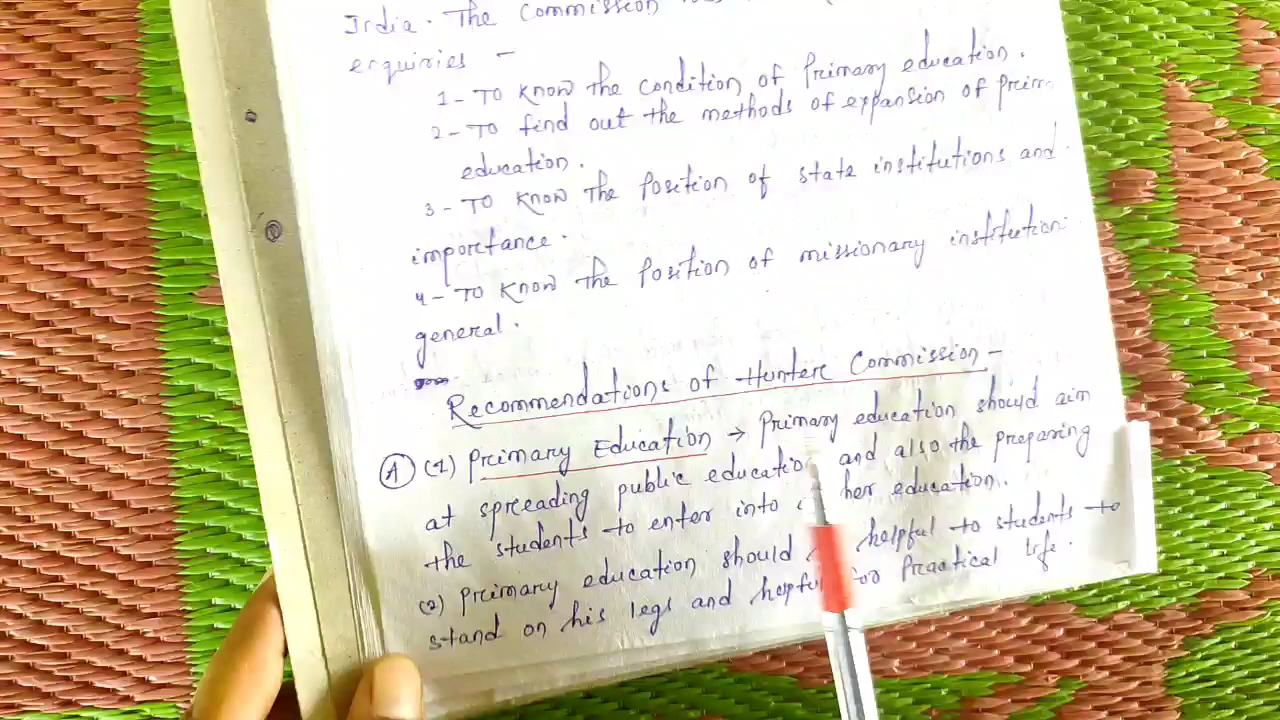 India. The Commission
enquiries -
1 - To know the condition of Primary education.
2 - To find out the methods of expansion of
education.
3 - To know the position of state institutions and
importance.
4 - To know the position of missionary institution
general.
Recommendations of Hunter Commission -
(A) (1) Primary Education → Primary education should aim
at spreading public education and also the preparing
the students to enter into her education.
(2) Primary education should helpful to students to
stand on his legs and for Practical life.